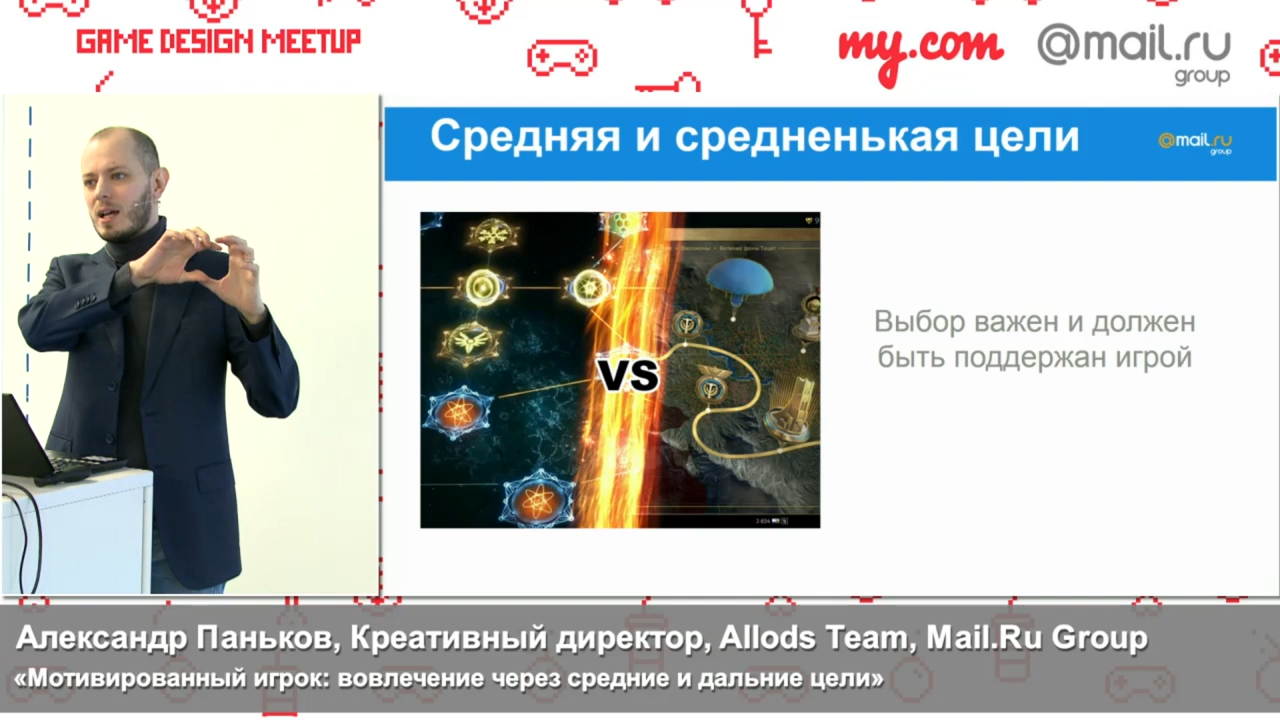 GAME DESIGN MEETUP
my.com
@mail.ru
group
Средняя и средненькая цели
@mail.ru
group
VS
Выбор важен и должен
быть поддержан игрой
Александр Паньков, Креативный директор, Allods Team, Mail.Ru Group
«Мотивированный игрок: вовлечение через средние и дальние цели»